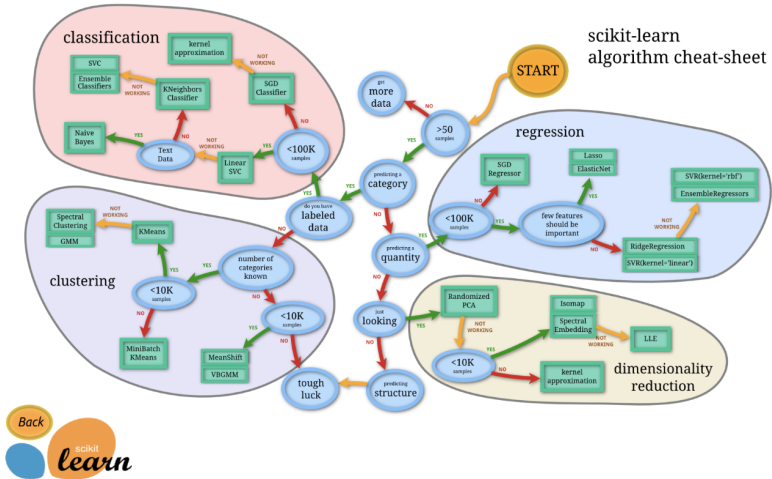 scikit-learn
algorithm cheat-sheet
START
classification
kernel
approximation
NOT
WORKING
SVC
Ensemble
Classifiers
NOT
WORKING
KNeighbors
Classifier
SGD
Classifier
NO
NO
Naive
Bayes
YES
Text
Data
NOT
WORKING
Linear
SVC
YES
<100K
samples
YES
get
more
data
NO
>50
samples
YES
predicting a
category
YES
do you have
labeled
data
NO
NO
predicting a
quantity
YES
NO
just
looking
YES
NO
predicting
structure
tough
luck
regression
SGD
Regressor
NO
<100K
samples
YES
Lasso
ElasticNet
YES
few features
should be
important
NO
SVR(kernel='rbf')
EnsembleRegressors
NOT
WORKING
RidgeRegression
SVR(kernel='linear')
clustering
Spectral
Clustering
GMM
NOT
WORKING
KMeans
YES
number of
categories
known
YES
NO
<10K
samples
NO
MiniBatch
KMeans
<10K
samples
YES
NO
MeanShift
VBGMM
dimensionality
reduction
Randomized
PCA
NOT
WORKING
<10K
samples
YES
NO
Isomap
Spectral
Embedding
NOT
WORKING
LLE
kernel
approximation
Back
scikit
learn